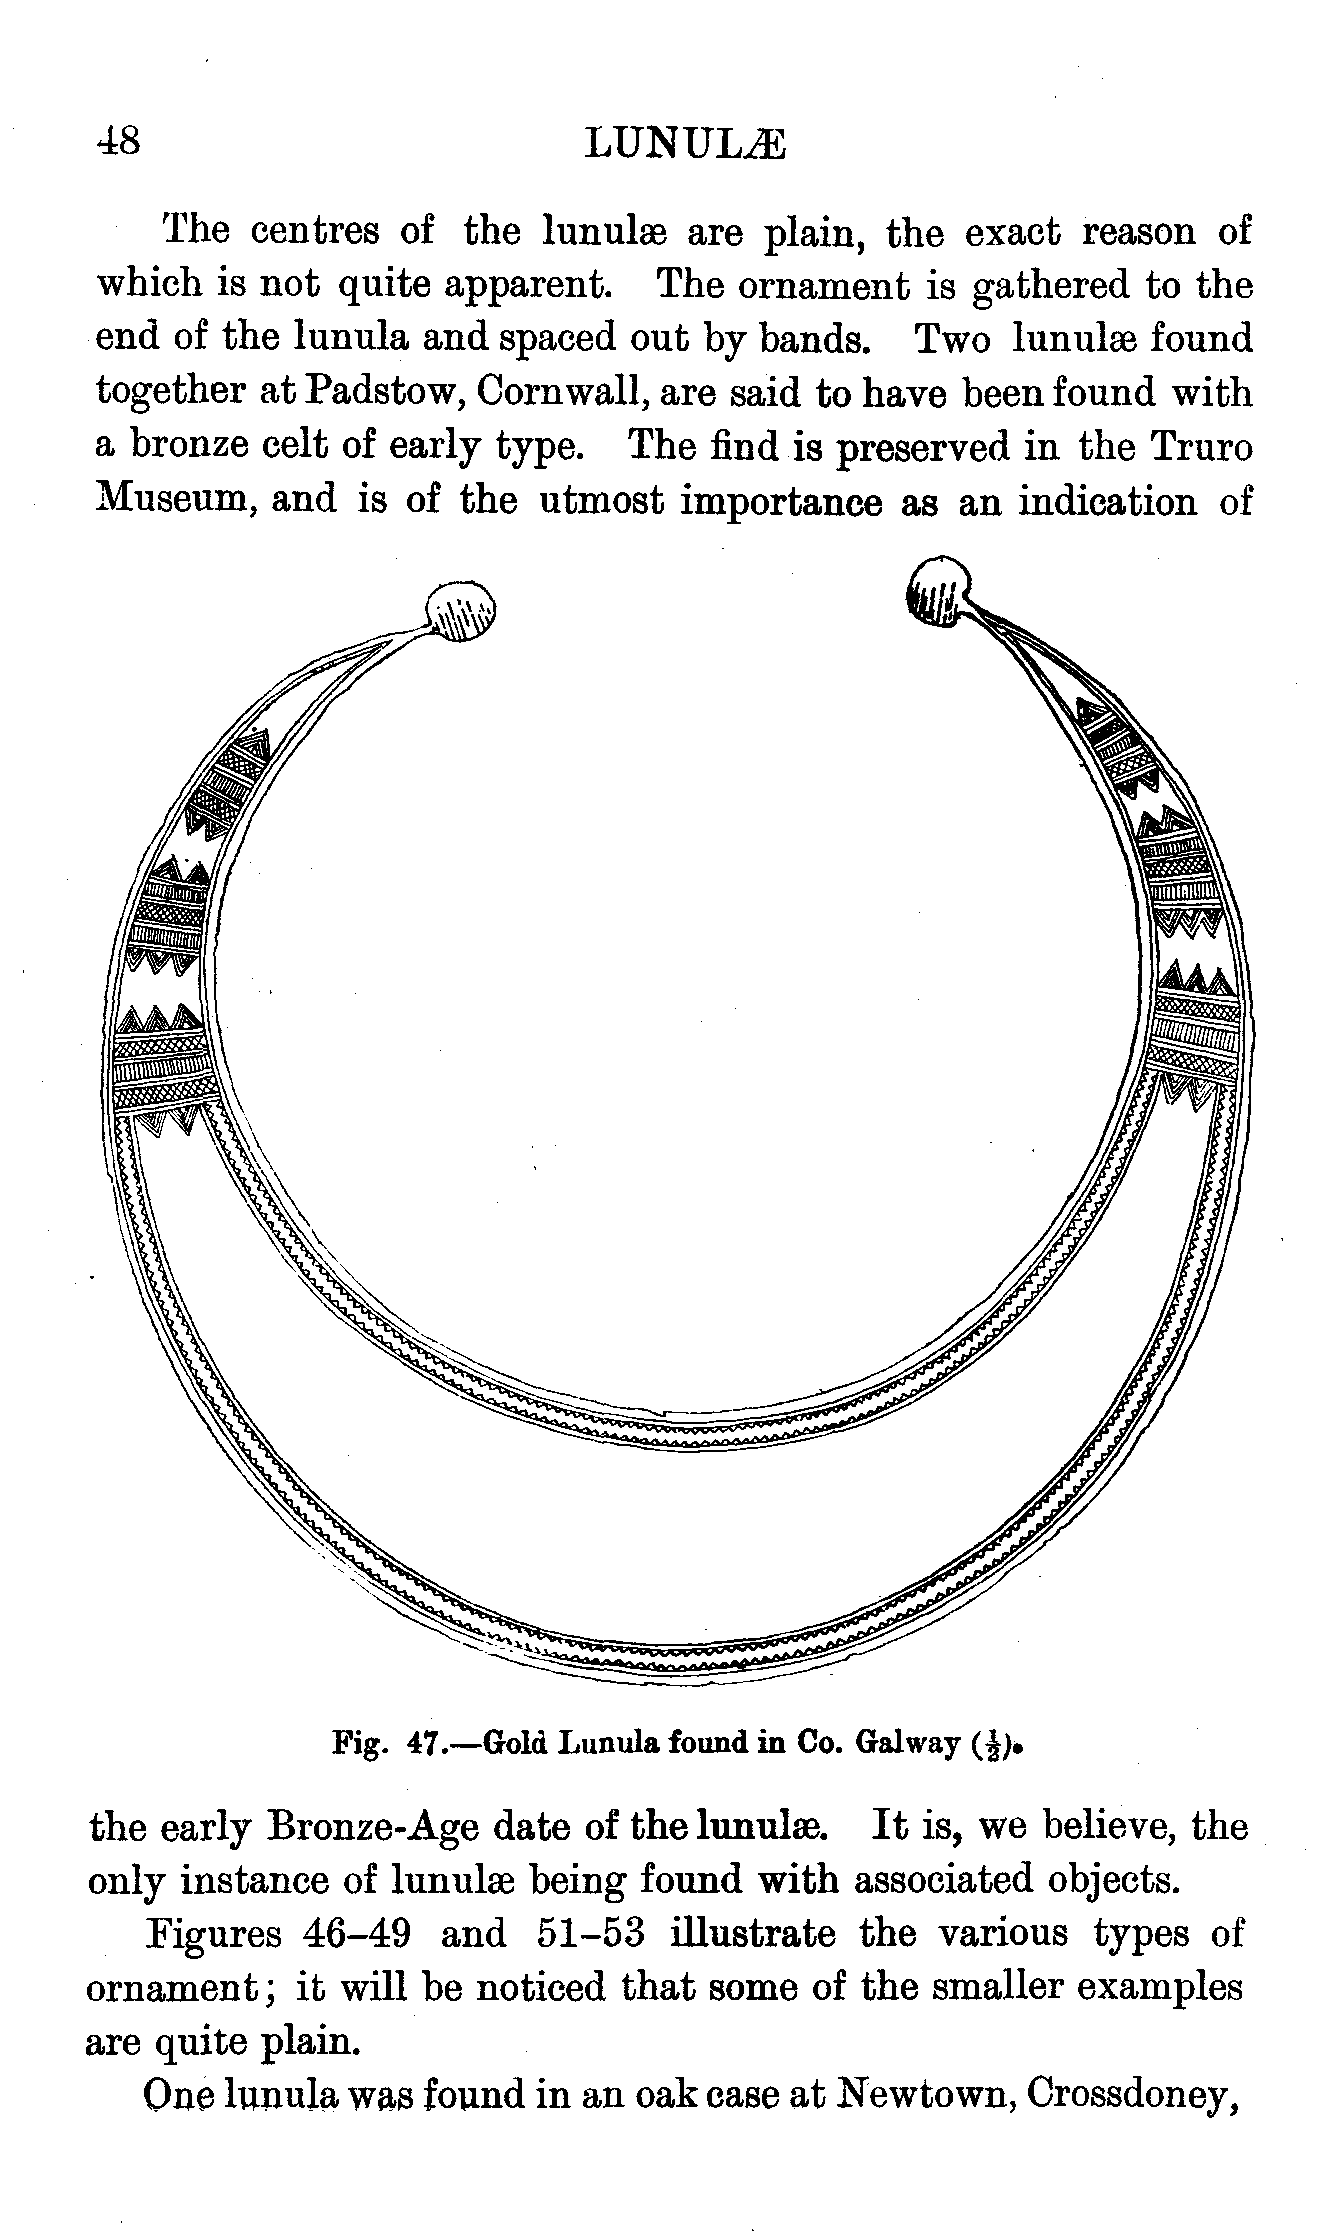 48 LUNULÆ
The centres of the lunulæ are plain, the exact reason of
which is not quite apparent. The ornament is gathered to the
end of the lunula and spaced out by bands. Two lunulæ found
together at Padstow, Cornwall, are said to have been found with
a bronze celt of early type. The find is preserved in the Truro
Museum, and is of the utmost importance as an indication of
Fig. 47.—Gold Lunula found in Co. Galway (½).
the early Bronze-Age date of the lunulæ. It is, we believe, the
only instance of lunulæ being found with associated objects.
Figures 46–49 and 51–53 illustrate the various types of
ornament; it will be noticed that some of the smaller examples
are quite plain.
One lunula was found in an oak case at Newtown, Crossdoney,